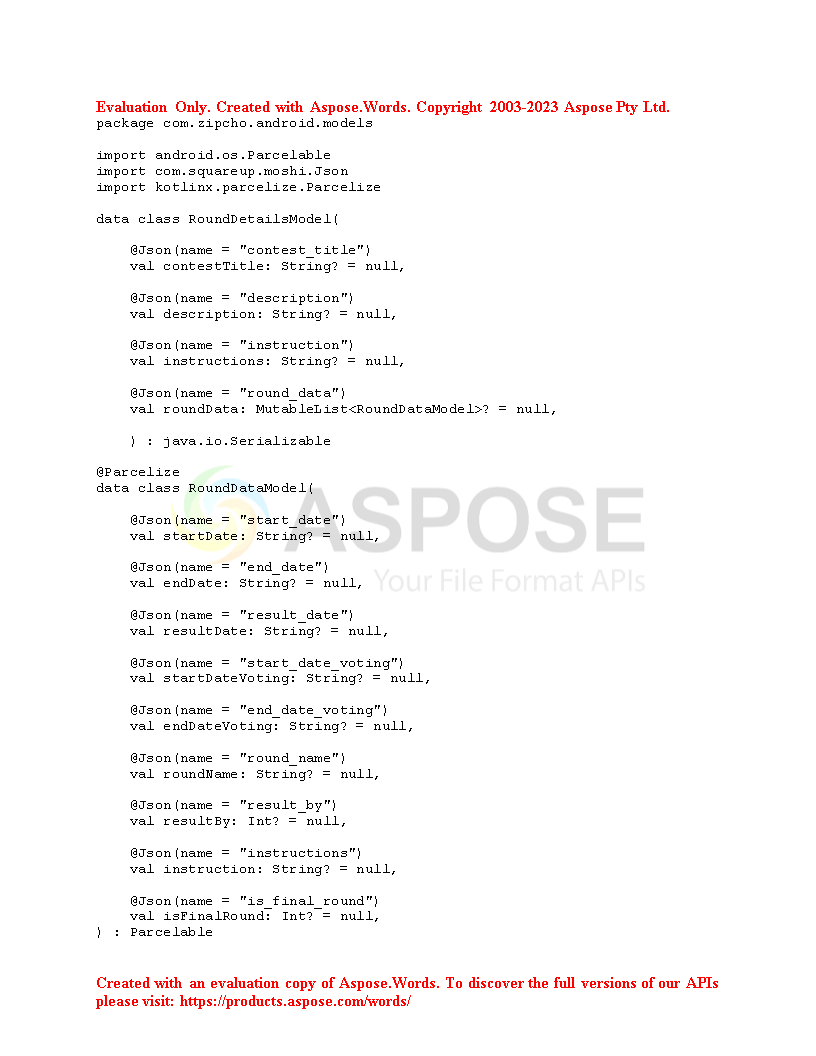 Evaluation Only. Created with Aspose.Words. Copyright 2003-2023 Aspose Pty Ltd.
package com.zipcho.android.models
import android.os.Parcelable
import com.squareup.moshi.Json
import kotlinx.parcelize.Parcelize
data class RoundDetailsModel(
@Json(name = "contest_title")
val contestTitle: String? = null,
@Json(name = "description")
val description: String? = null,
@Json(name = "instruction")
val instructions: String? = null,
@Json(name = "round_data")
val roundData: MutableList<RoundDataModel>? = null,
) : java.io.Serializable
@Parcelize
data class RoundDataModel(
@Json(name = "start_date")
val startDate: String? = null,
ASPOSE
@Json(name = "end_date")
val endDate: String? = null,
Your File Format APIs
@Json(name = "result_date")
val resultDate: String? = null,
@Json(name = "start_date_voting")
val startDateVoting: String? = null,
@Json(name = "end_date_voting")
val endDateVoting: String? = null,
@Json(name = "round_name")
val roundName: String? = null,
@Json(name = "result_by")
val resultBy: Int? = null,
@Json(name = "instructions")
val instruction: String? = null,
@Json(name = "is_final_round")
val isFinalRound: Int? = null,
) : Parcelable
Created with an evaluation copy of Aspose.Words. To discover the full versions of our APIs
please visit: https://products.aspose.com/words/